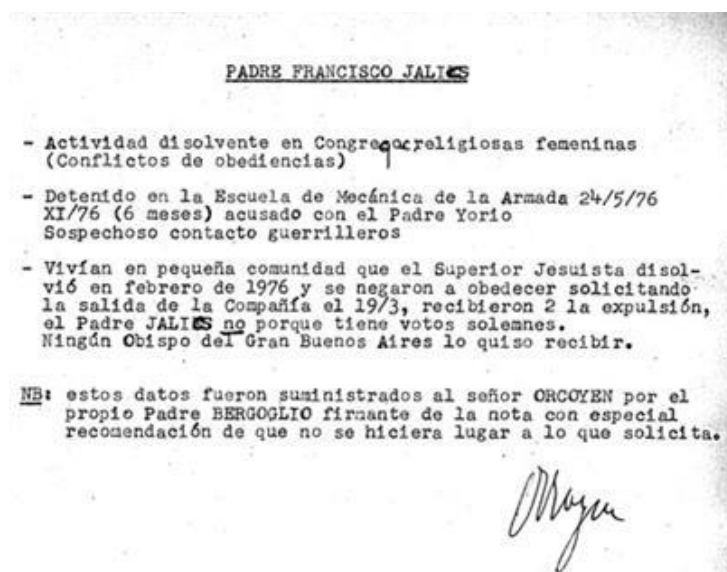 PADRE FRANCISCO JALICS
- Actividad disolvente en Congregac religiosas femeninas
(Conflictos de obediencias)
- Detenido en la Escuela de Mecánica de la Armada 24/5/76
XI/76 (6 meses) acusado con el Padre Yorio
Sospechoso contacto guerrilleros
- Vivían en pequeña comunidad que el Superior Jesuista disol-
vió en febrero de 1976 y se negaron a obedecer solicitando
la salida de la Compañía el 19/3, recibieron 2 la expulsión,
el Padre JALICS no porque tiene votos solemnes.
Ningún Obispo del Gran Buenos Aires lo quiso recibir.
NB: estos datos fueron suministrados al señor ORCOYEN por el
propio Padre BERGOGLIO firmante de la nota con especial
recomendación de que no se hiciera lugar a lo que solicita.